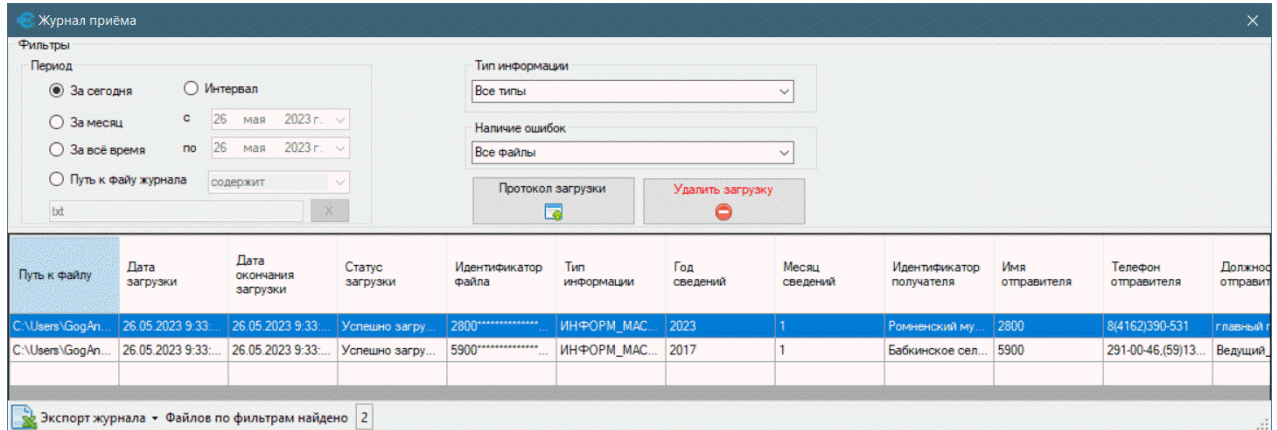 Журнал приёма
Фильтры
Период
За сегодня
Интервал
За месяц
с 26 мая 2023 г.
За всё время
по 26 мая 2023 г.
Путь к файу журнала
содержит
txt
X
Тип информации
Все типы
Наличие ошибок
Все файлы
Протокол загрузки
Удалить загрузку
Путь к файлу
Дата загрузки
Дата окончания загрузки
Статус загрузки
Идентификатор файла
Тип информации
Год сведений
Месяц сведений
Идентификатор получателя
Имя отправителя
Телефон отправителя
Должнос
отправит
C:\Users\GogAn... 26.05.2023 9:33:... 26.05.2023 9:33:... Успешно загру... 2800**************... ИНФОРМ_МАС... 2023 1 Ромненский му... 2800 8(4162)390-531 главный г
C:\Users\GogAn... 26.05.2023 9:33:... 26.05.2023 9:33:... Успешно загру... 5900**************... ИНФОРМ_МАС... 2017 1 Бабкинское сел... 5900 291-00-46,(59)13... Ведущий_
Экспорт журнала Файлов по фильтрам найдено 2